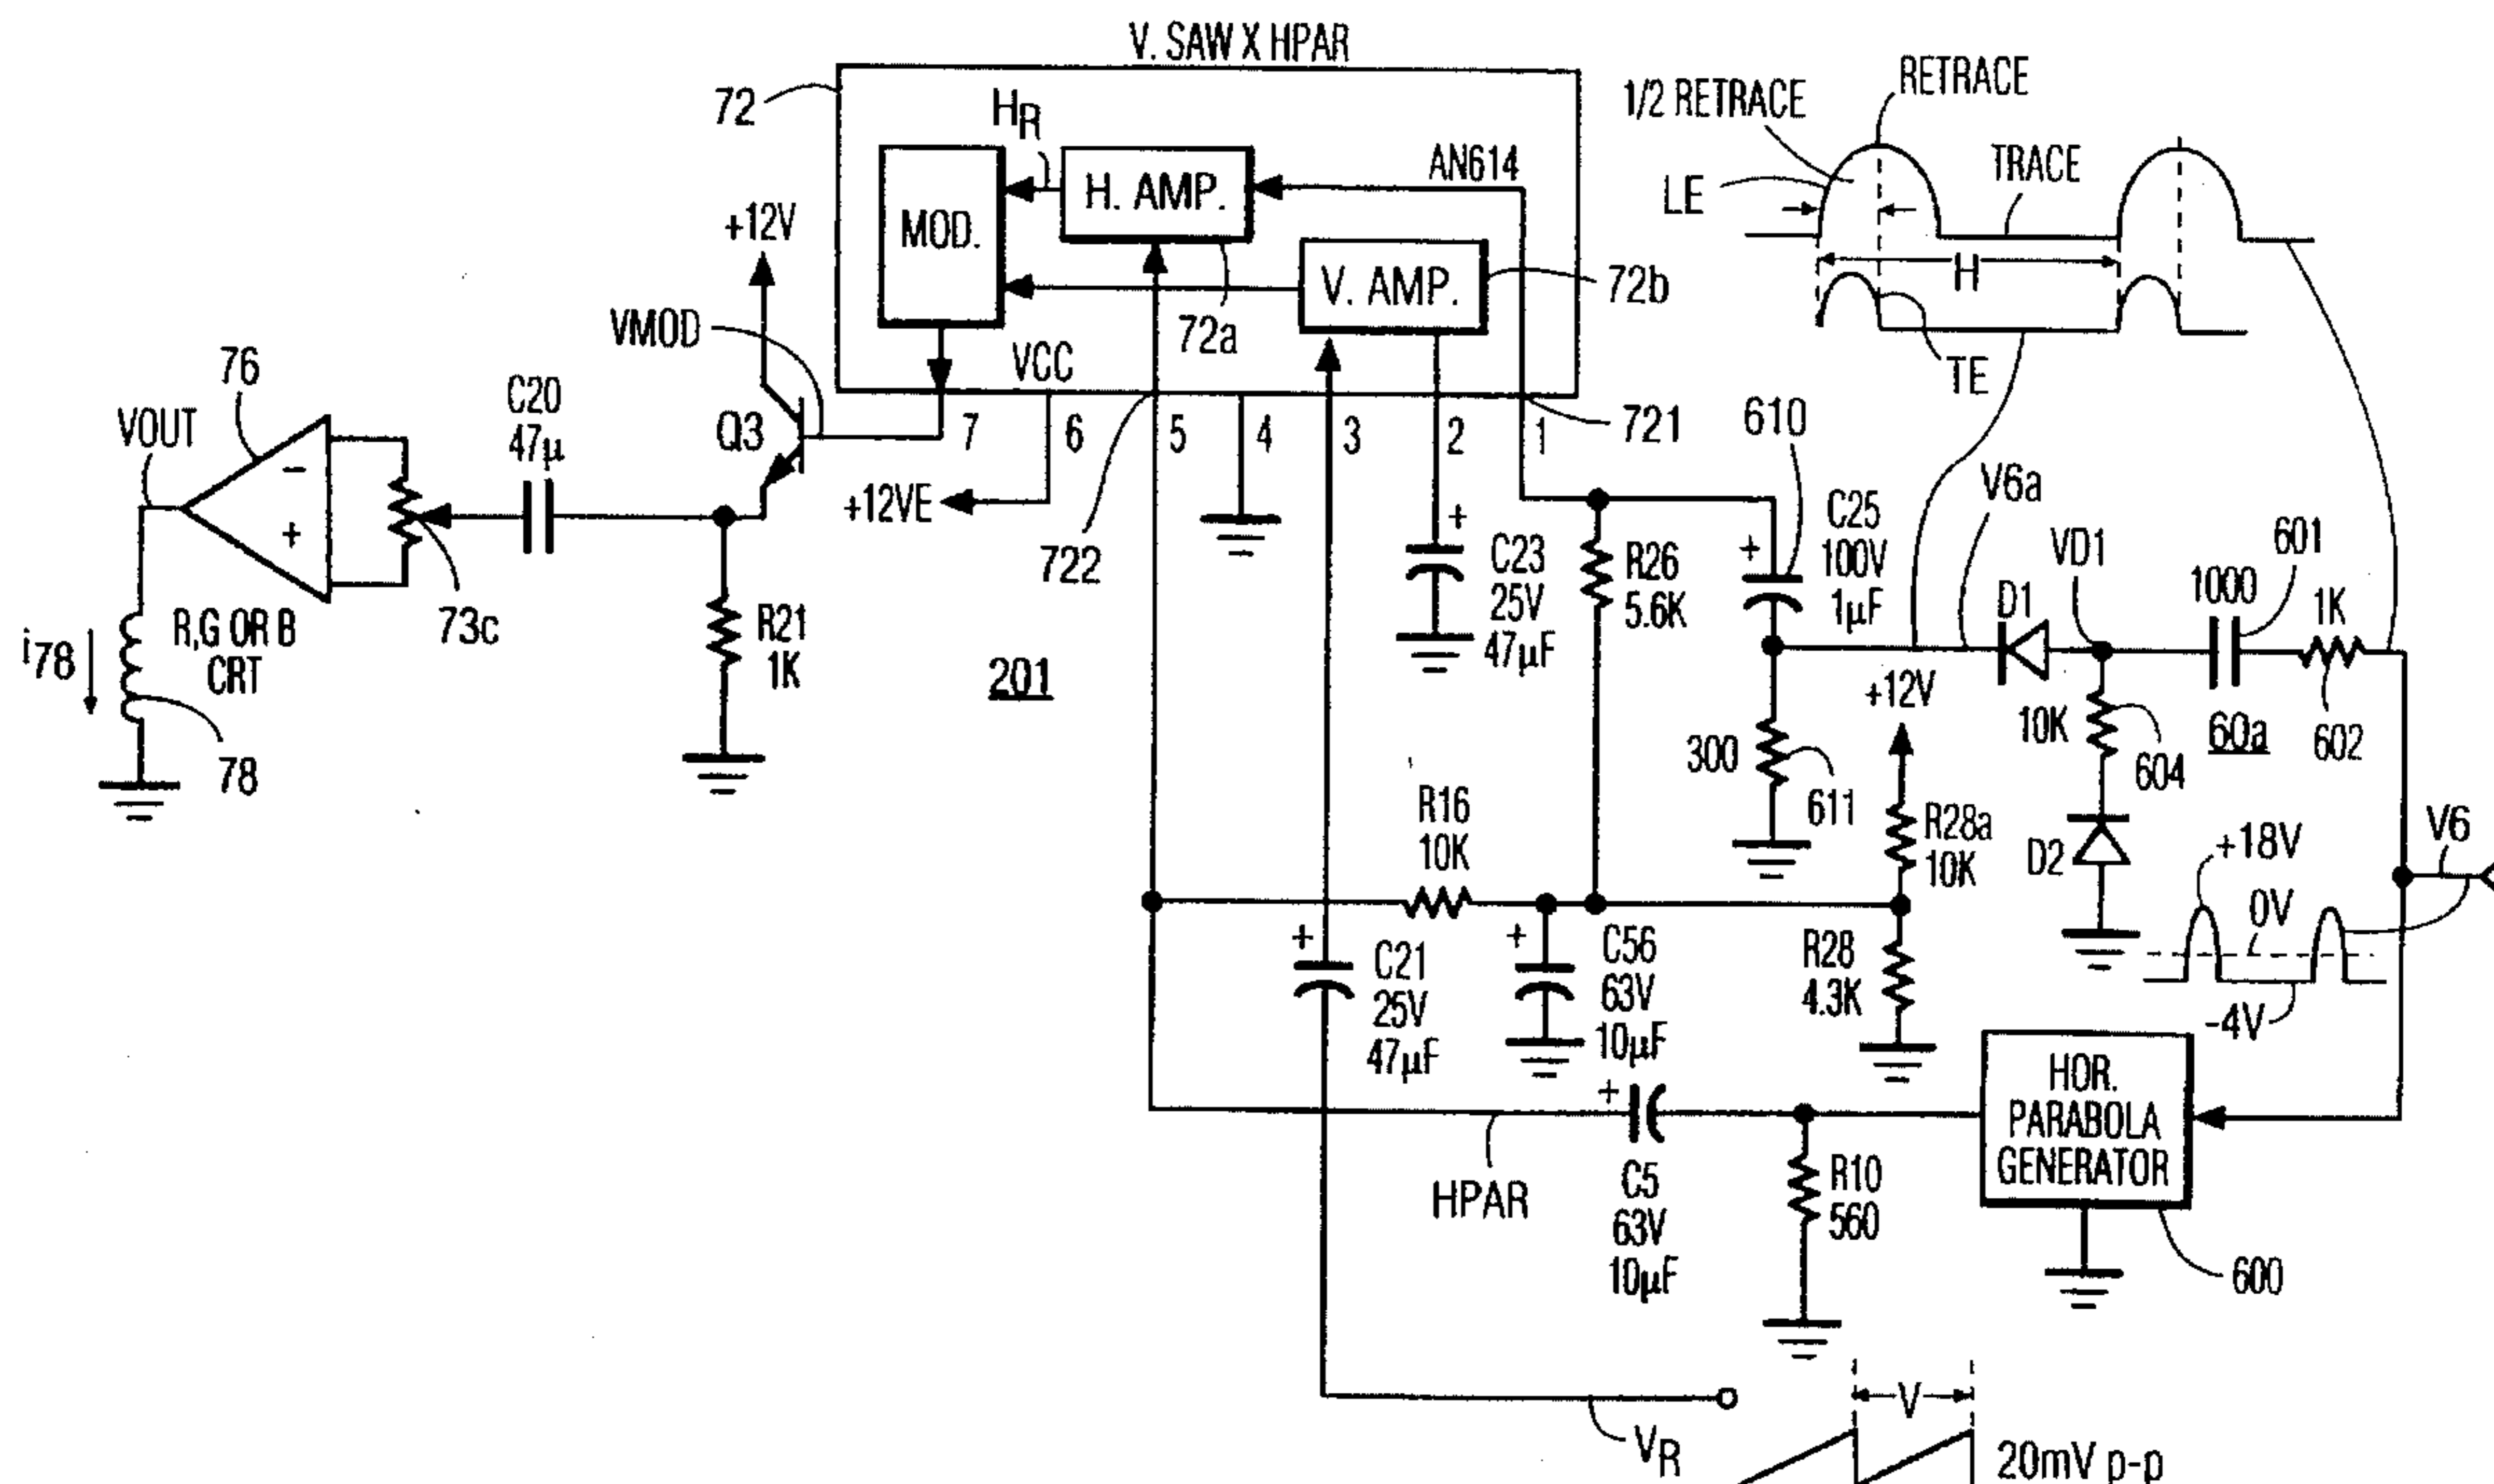 V. SAW X HPAR
72
HR
AN614
MOD.
H. AMP.
V. AMP.
72a
72b
VCC
7
6
5
4
3
2
1
721
722
+12V
VMOD
Q3
+12VE
76
VOUT
−
+
C20
47μ
73c
R,G OR B
CRT
i78
78
R21
1K
201
+
C23
25V
47μF
R26
5.6K
610
+
C25
100V
1μF
1/2 RETRACE
RETRACE
LE
TRACE
H
TE
V6a
VD1
D1
601
1000
1K
+12V
10K
60a
602
604
300
611
R28a
10K
D2
R16
10K
+18V
V6
0V
-4V
+
C21
25V
47μF
+
C56
63V
10μF
R28
4.3K
HOR.
PARABOLA
GENERATOR
600
+
C5
63V
10μF
HPAR
R10
560
V
VR
20mV p-p